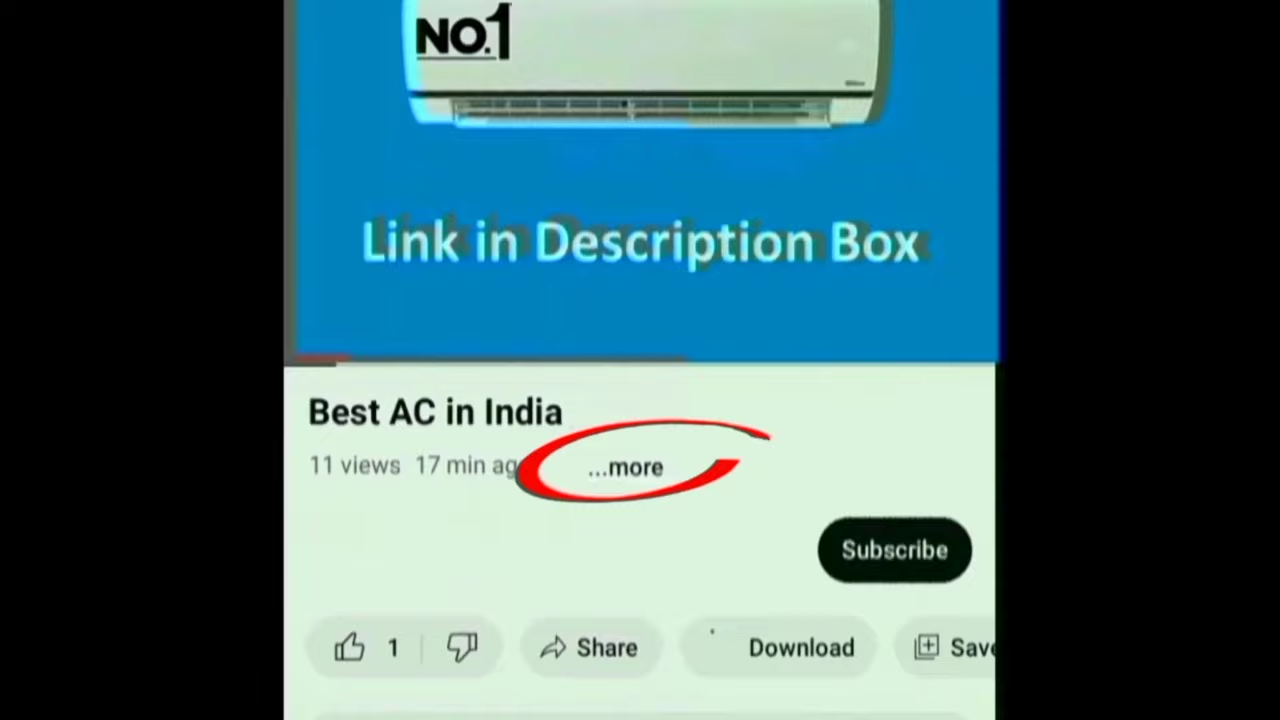 NO.1
Link in Description Box
Best AC in India
11 views 17 min ag
...more
Subscribe
1
Share
Download
Save